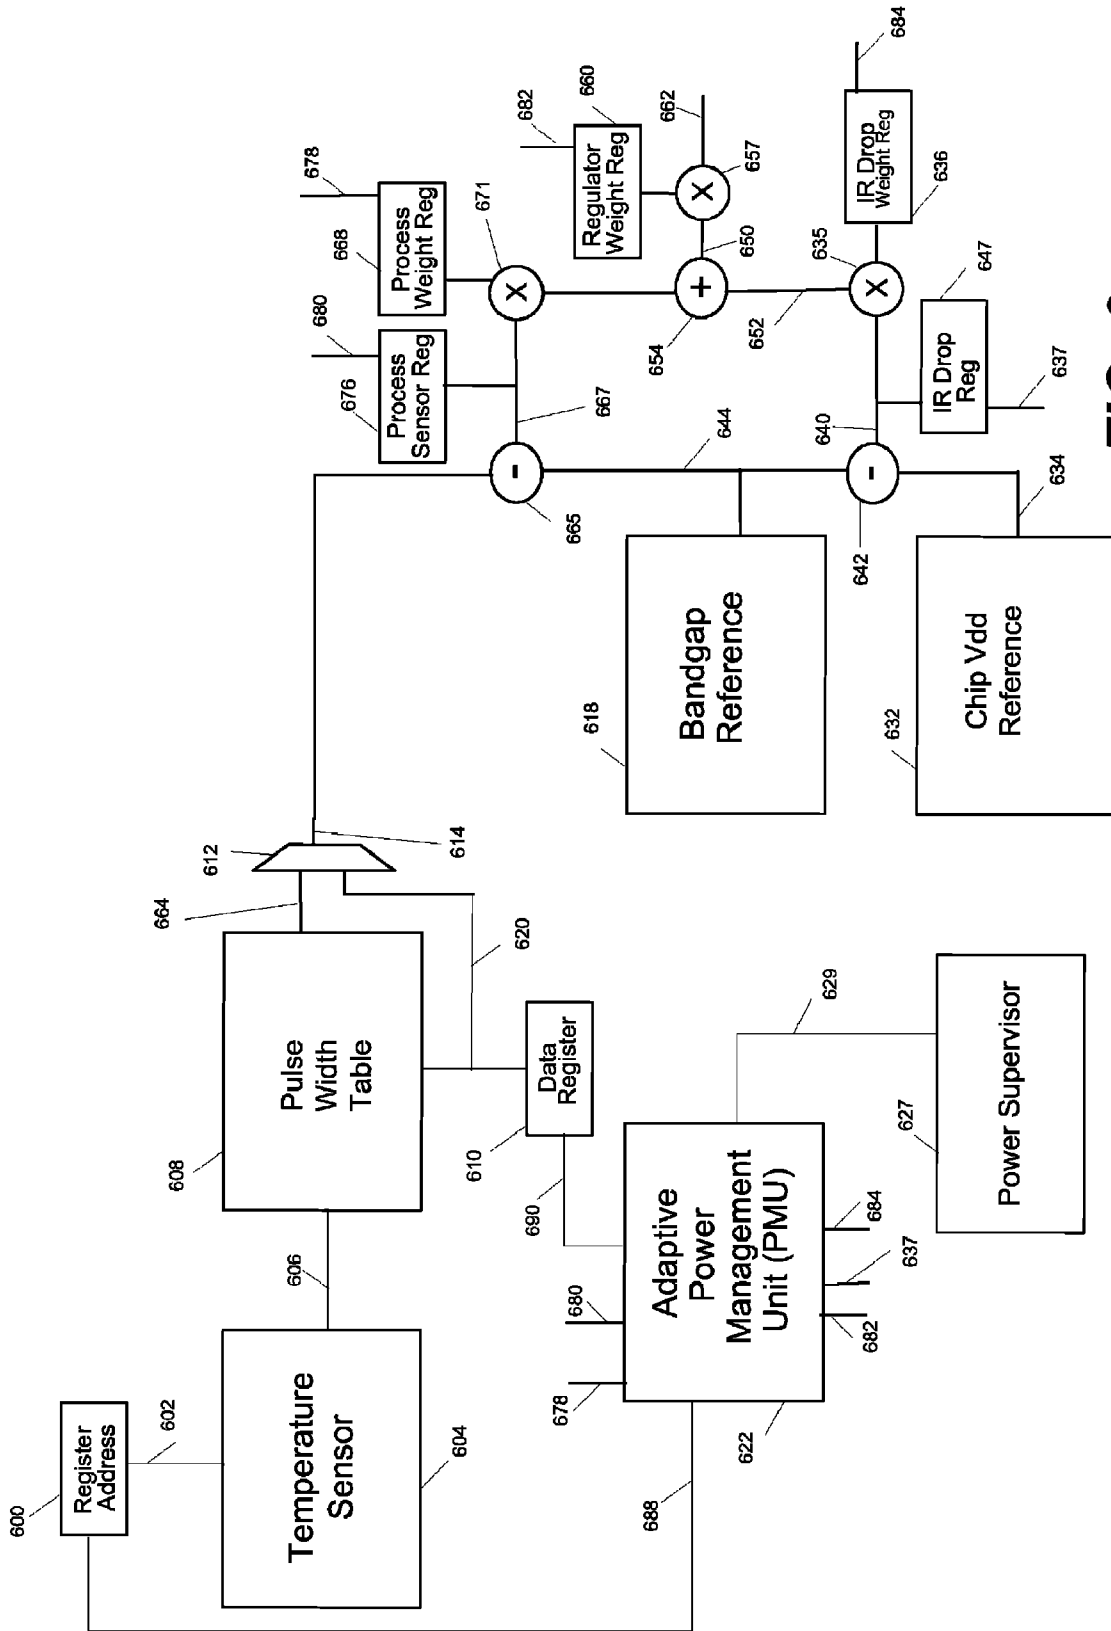 600
Register
Address
602
Temperature
Sensor
604
606
608
Pulse
Width
Table
664
612
614
620
Data
Register
610
690
688
678
680
Adaptive
Power
Management
Unit (PMU)
622
682
637
684
629
627
Power Supervisor
618
Bandgap
Reference
632
Chip Vdd
Reference
634
644
665
-
642
-
640
667
676
Process
Sensor Reg
680
668
Process
Weight Reg
678
671
X
654
+
652
650
682
660
Regulator
Weight Reg
662
657
X
635
X
IR Drop
Weight Reg
636
684
647
IR Drop
Reg
637